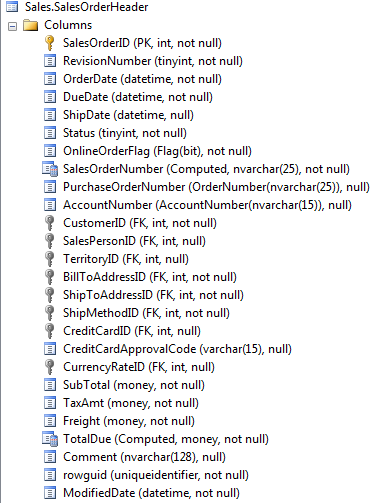 Sales.SalesOrderHeader
Columns
SalesOrderID (PK, int, not null)
RevisionNumber (tinyint, not null)
OrderDate (datetime, not null)
DueDate (datetime, not null)
ShipDate (datetime, null)
Status (tinyint, not null)
OnlineOrderFlag (Flag(bit), not null)
SalesOrderNumber (Computed, nvarchar(25), not null)
PurchaseOrderNumber (OrderNumber(nvarchar(25)), null)
AccountNumber (AccountNumber(nvarchar(15)), null)
CustomerID (FK, int, not null)
SalesPersonID (FK, int, null)
TerritoryID (FK, int, null)
BillToAddressID (FK, int, not null)
ShipToAddressID (FK, int, not null)
ShipMethodID (FK, int, not null)
CreditCardID (FK, int, null)
CreditCardApprovalCode (varchar(15), null)
CurrencyRateID (FK, int, null)
SubTotal (money, not null)
TaxAmt (money, not null)
Freight (money, not null)
TotalDue (Computed, money, not null)
Comment (nvarchar(128), null)
rowguid (uniqueidentifier, not null)
ModifiedDate (datetime, not null)